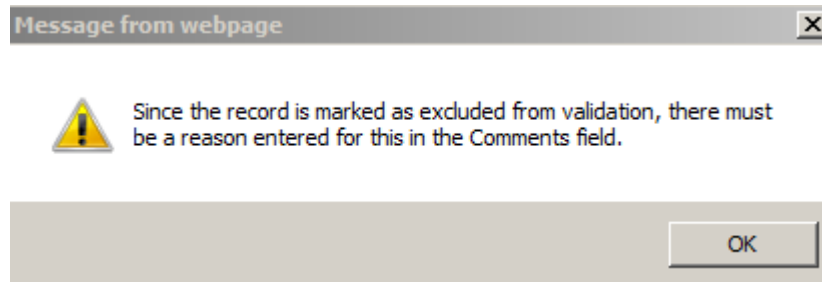 Message from webpage
Since the record is marked as excluded from validation, there must
be a reason entered for this in the Comments field.
OK